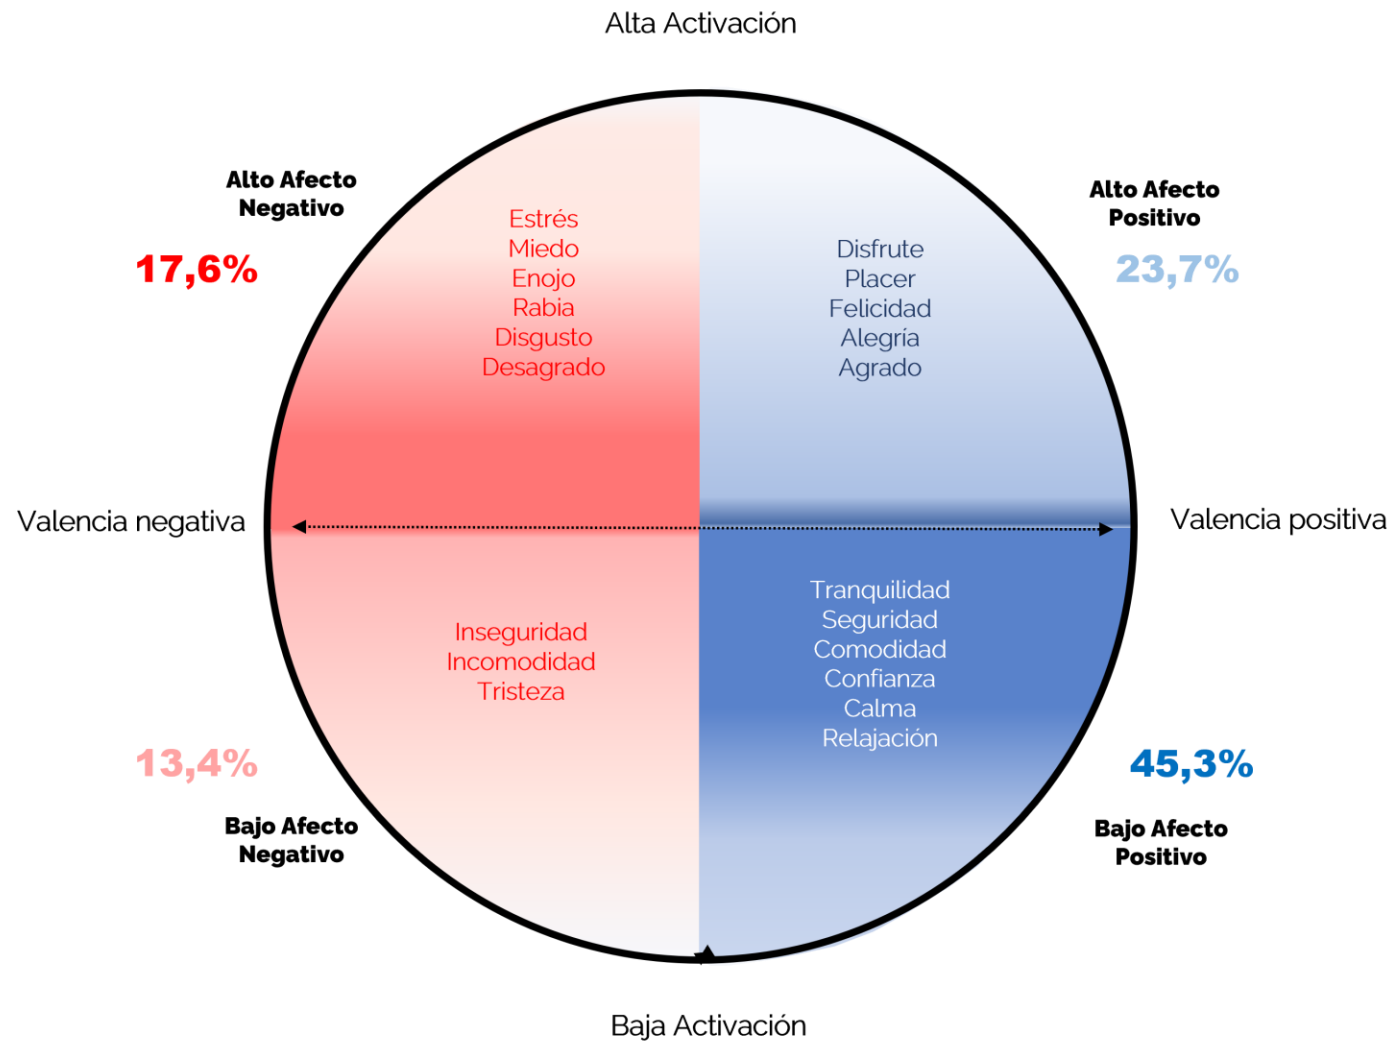 Alta Activación
Alto Afecto
Negativo
17,6%
Estrés
Miedo
Enojo
Rabia
Disgusto
Desagrado
Disfrute
Placer
Felicidad
Alegría
Agrado
Alto Afecto
Positivo
23,7%
Valencia negativa
Valencia positiva
Inseguridad
Incomodidad
Tristeza
Tranquilidad
Seguridad
Comodidad
Confianza
Calma
Relajación
13,4%
Bajo Afecto
Negativo
45,3%
Bajo Afecto
Positivo
Baja Activación